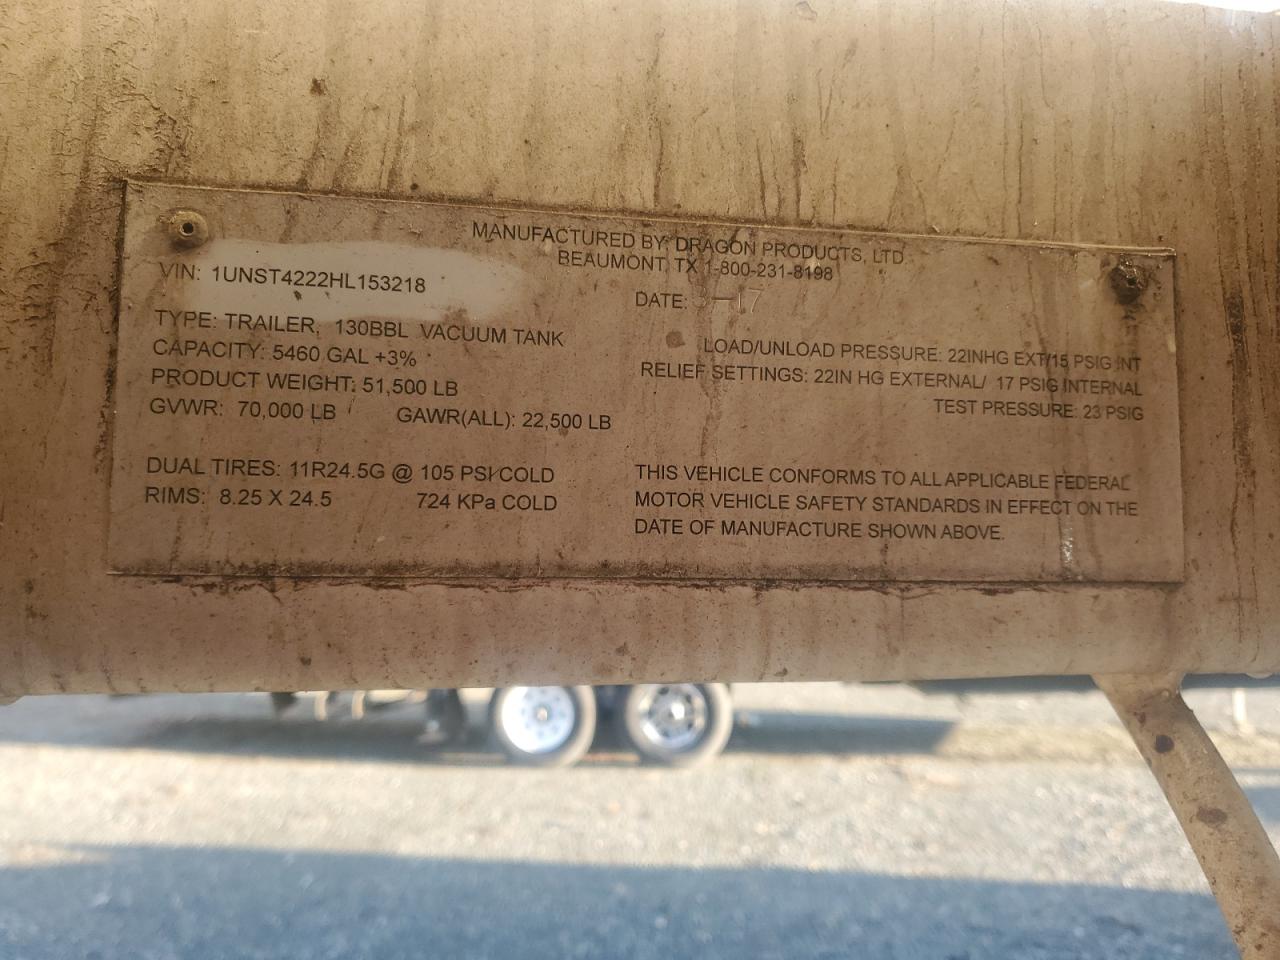 MANUFACTURED BY: DRAGON PRODUCTS, LTD.
BEAUMONT, TX 1-800-231-8198
VIN: 1UNST4222HL153218
DATE: 3-17
TYPE: TRAILER, 130BBL VACUUM TANK
CAPACITY: 5460 GAL +3%
PRODUCT WEIGHT: 51,500 LB
GVWR: 70,000 LB GAWR(ALL): 22,500 LB
LOAD/UNLOAD PRESSURE: 22INHG EXT/15 PSIG INT
RELIEF SETTINGS: 22IN HG EXTERNAL/ 17 PSIG INTERNAL
TEST PRESSURE: 23 PSIG
DUAL TIRES: 11R24.5G @ 105 PSI COLD
RIMS: 8.25 X 24.5 724 KPa COLD
THIS VEHICLE CONFORMS TO ALL APPLICABLE FEDERAL
MOTOR VEHICLE SAFETY STANDARDS IN EFFECT ON THE
DATE OF MANUFACTURE SHOWN ABOVE.